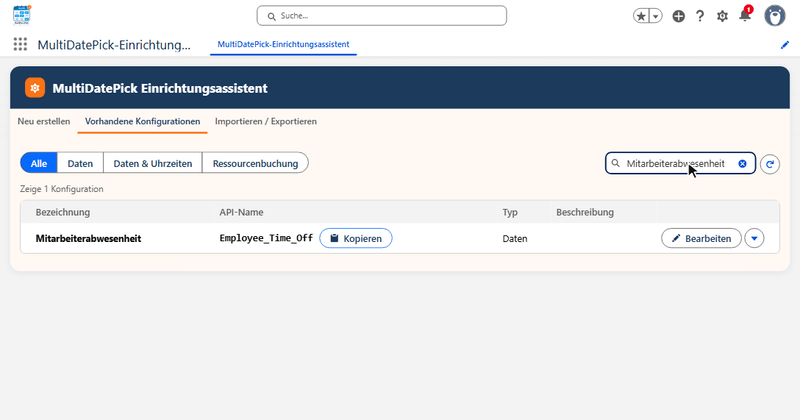 Suche...
1
MultiDatePick-Einrichtung...
MultiDatePick-Einrichtungsassistent
MultiDatePick Einrichtungsassistent
Neu erstellen
Vorhandene Konfigurationen
Importieren / Exportieren
Alle
Daten
Daten & Uhrzeiten
Ressourcenbuchung
Mitarbeiterabwesenheit
Zeige 1 Konfiguration
Bezeichnung
API-Name
Typ
Beschreibung
Mitarbeiterabwesenheit
Employee_Time_Off
Kopieren
Daten
Bearbeiten